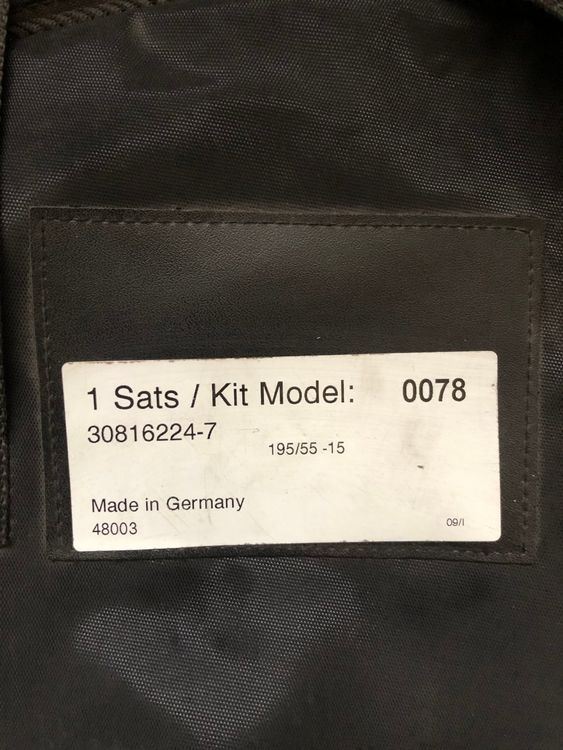 1 Sats / Kit Model: 0078
30816224-7
195/55 -15
Made in Germany
48003
09/I